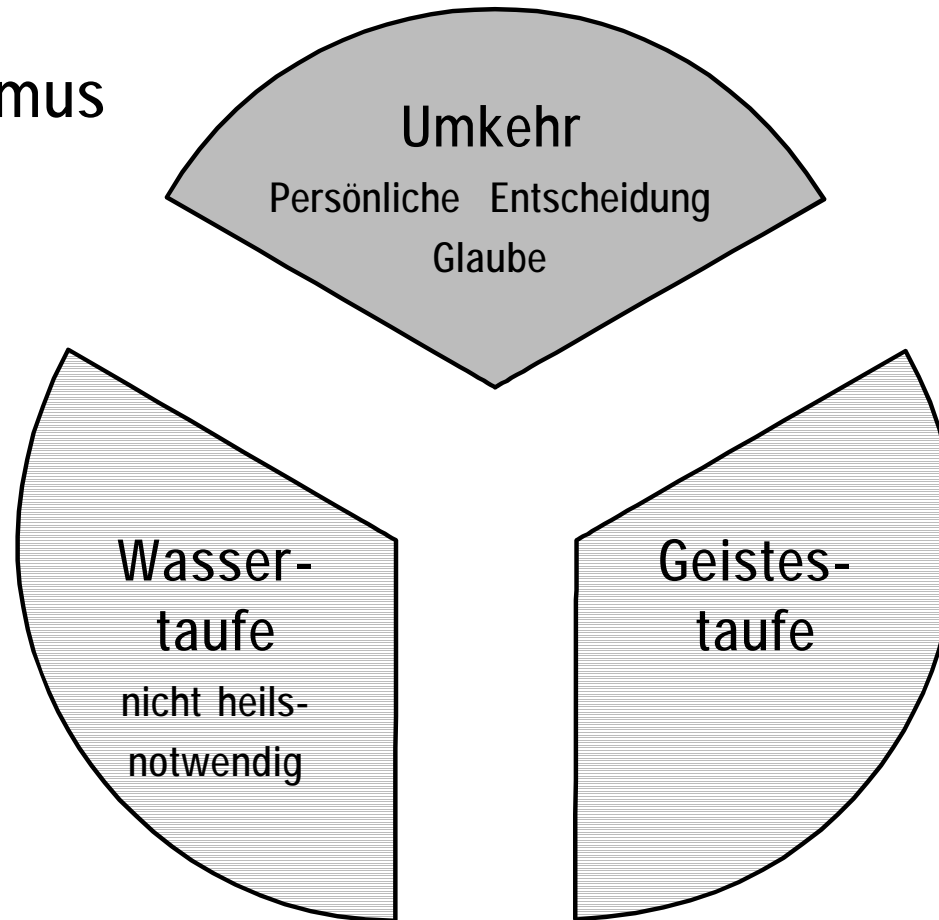 mus
Umkehr
Persönliche Entscheidung
Glaube
Wasser-
taufe
nicht heils-
notwendig
Geistes-
taufe